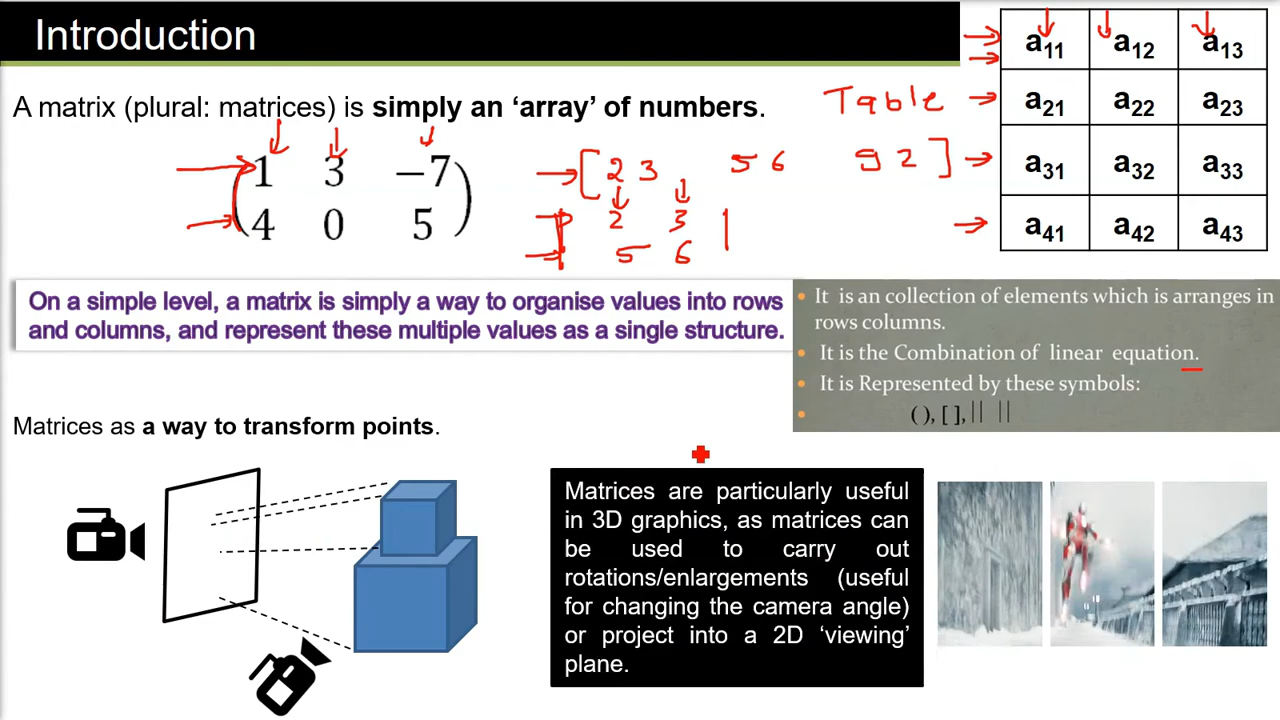 Introduction
A matrix (plural: matrices) is simply an ‘array’ of numbers.
Table
1 3 −7
4 0 5
[ 2 3 5 6 9 2 ]
2 3
5 6
a11 a12 a13
a21 a22 a23
a31 a32 a33
a41 a42 a43
On a simple level, a matrix is simply a way to organise values into rows
and columns, and represent these multiple values as a single structure.
• It is an collection of elements which is arranges in
rows columns.
• It is the Combination of linear equation.
• It is Represented by these symbols:
• ( ), [ ], || ||
Matrices as a way to transform points.
Matrices are particularly useful
in 3D graphics, as matrices can
be used to carry out
rotations/enlargements (useful
for changing the camera angle)
or project into a 2D ‘viewing’
plane.